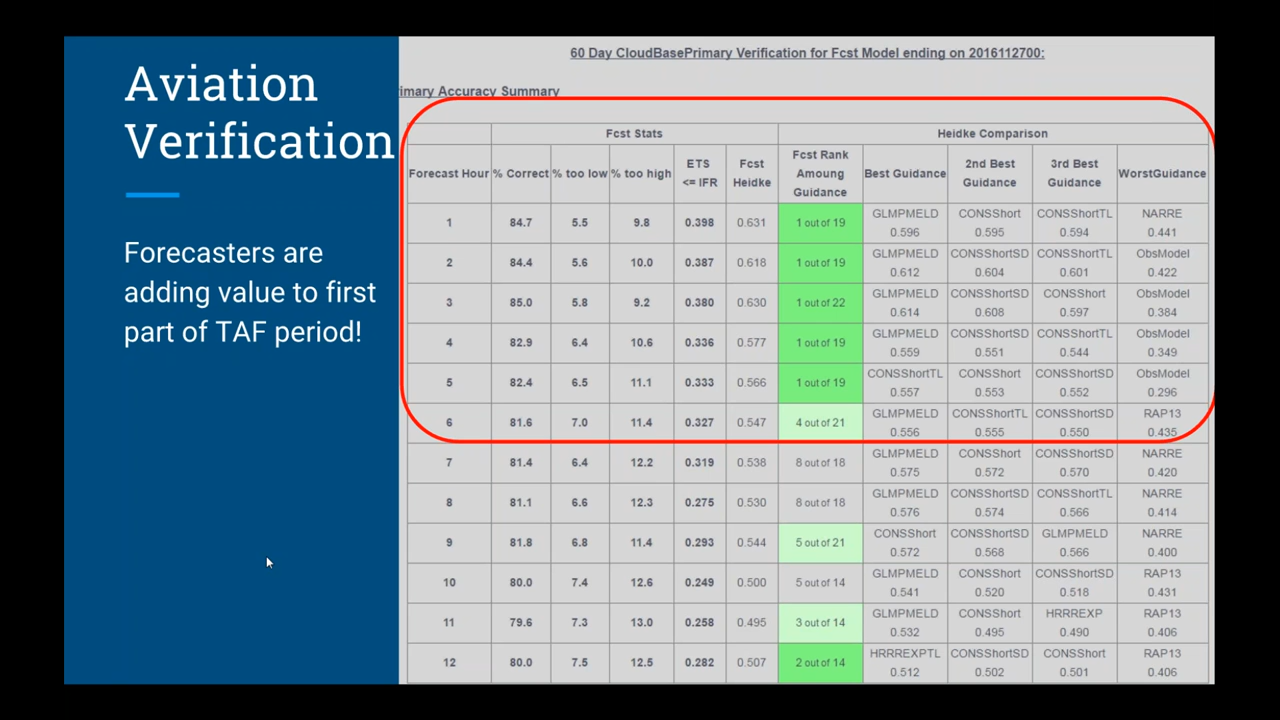 Aviation
Verification
Forecasters are
adding value to first
part of TAF period!
60 Day CloudBasePrimary Verification for Fcst Model ending on 2016112700:
rimary Accuracy Summary
Fcst Stats Heidke Comparison
Forecast Hour % Correct % too low % too high ETS <= IFR Fcst Heidke Fcst Rank Amoung Guidance Best Guidance 2nd Best Guidance 3rd Best Guidance WorstGuidance
1 84.7 5.5 9.8 0.398 0.631 1 out of 19 GLMPMELD 0.596 CONSShort 0.595 CONSShortTL 0.594 NARRE 0.441
2 84.4 5.6 10.0 0.387 0.618 1 out of 19 GLMPMELD 0.612 CONSShortSD 0.604 CONSShortTL 0.601 ObsModel 0.422
3 85.0 5.8 9.2 0.380 0.630 1 out of 22 GLMPMELD 0.614 CONSShortSD 0.608 CONSShort 0.597 ObsModel 0.384
4 82.9 6.4 10.6 0.336 0.577 1 out of 19 GLMPMELD 0.559 CONSShortSD 0.551 CONSShortTL 0.544 ObsModel 0.349
5 82.4 6.5 11.1 0.333 0.566 1 out of 19 CONSShortTL 0.557 CONSShort 0.553 CONSShortSD 0.552 ObsModel 0.296
6 81.6 7.0 11.4 0.327 0.547 4 out of 21 GLMPMELD 0.556 CONSShortTL 0.555 CONSShortSD 0.550 RAP13 0.435
7 81.4 6.4 12.2 0.319 0.538 8 out of 18 GLMPMELD 0.575 CONSShort 0.572 CONSShortSD 0.570 NARRE 0.420
8 81.1 6.6 12.3 0.275 0.530 8 out of 18 GLMPMELD 0.576 CONSShortSD 0.574 CONSShortTL 0.566 NARRE 0.414
9 81.8 6.8 11.4 0.293 0.544 5 out of 21 CONSShort 0.572 CONSShortSD 0.568 GLMPMELD 0.566 NARRE 0.400
10 80.0 7.4 12.6 0.249 0.500 5 out of 14 GLMPMELD 0.541 CONSShort 0.520 CONSShortSD 0.518 RAP13 0.431
11 79.6 7.3 13.0 0.258 0.495 3 out of 14 GLMPMELD 0.532 CONSShort 0.495 HRRREXP 0.490 RAP13 0.406
12 80.0 7.5 12.5 0.282 0.507 2 out of 14 HRRREXPTL 0.512 CONSShortSD 0.502 CONSShort 0.501 RAP13 0.406